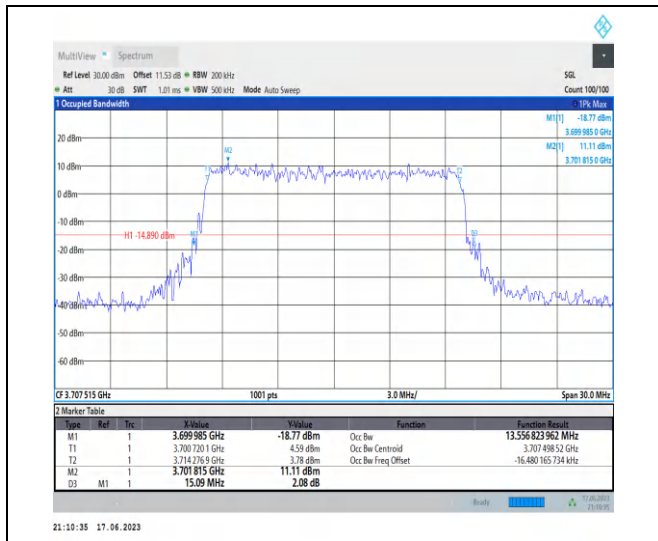 MultiView Spectrum
Ref Level 30.00 dBm Offset 11.53 dB RBW 200 kHz SGL
Att 30 dB SWT 1.01 ms VBW 500 kHz Mode Auto Sweep Count 100/100
1 Occupied Bandwidth 1Pk Max
M1[1] -18.77 dBm
3.699 985 0 GHz
M2[1] 11.11 dBm
3.701 815 0 GHz
20 dBm
M2
10 dBm
T1 T2
0 dBm
-10 dBm
H1 -14.890 dBm M1 D3
-20 dBm
-30 dBm
-40 dBm
-50 dBm
-60 dBm
CF 3.707 515 GHz 1001 pts 3.0 MHz/ Span 30.0 MHz
2 Marker Table
Type Ref Trc X-Value Y-Value Function Function Result
M1 1 3.699 985 GHz -18.77 dBm Occ Bw 13.556 823 962 MHz
T1 1 3.700 720 1 GHz 4.59 dBm Occ Bw Centroid 3.707 498 52 GHz
T2 1 3.714 276 9 GHz 3.78 dBm Occ Bw Freq Offset -16.480 165 734 kHz
M2 1 3.701 815 GHz 11.11 dBm
D3 M1 1 15.09 MHz 2.08 dB
Ready 17.06.2023
21:10:35
21:10:35 17.06.2023